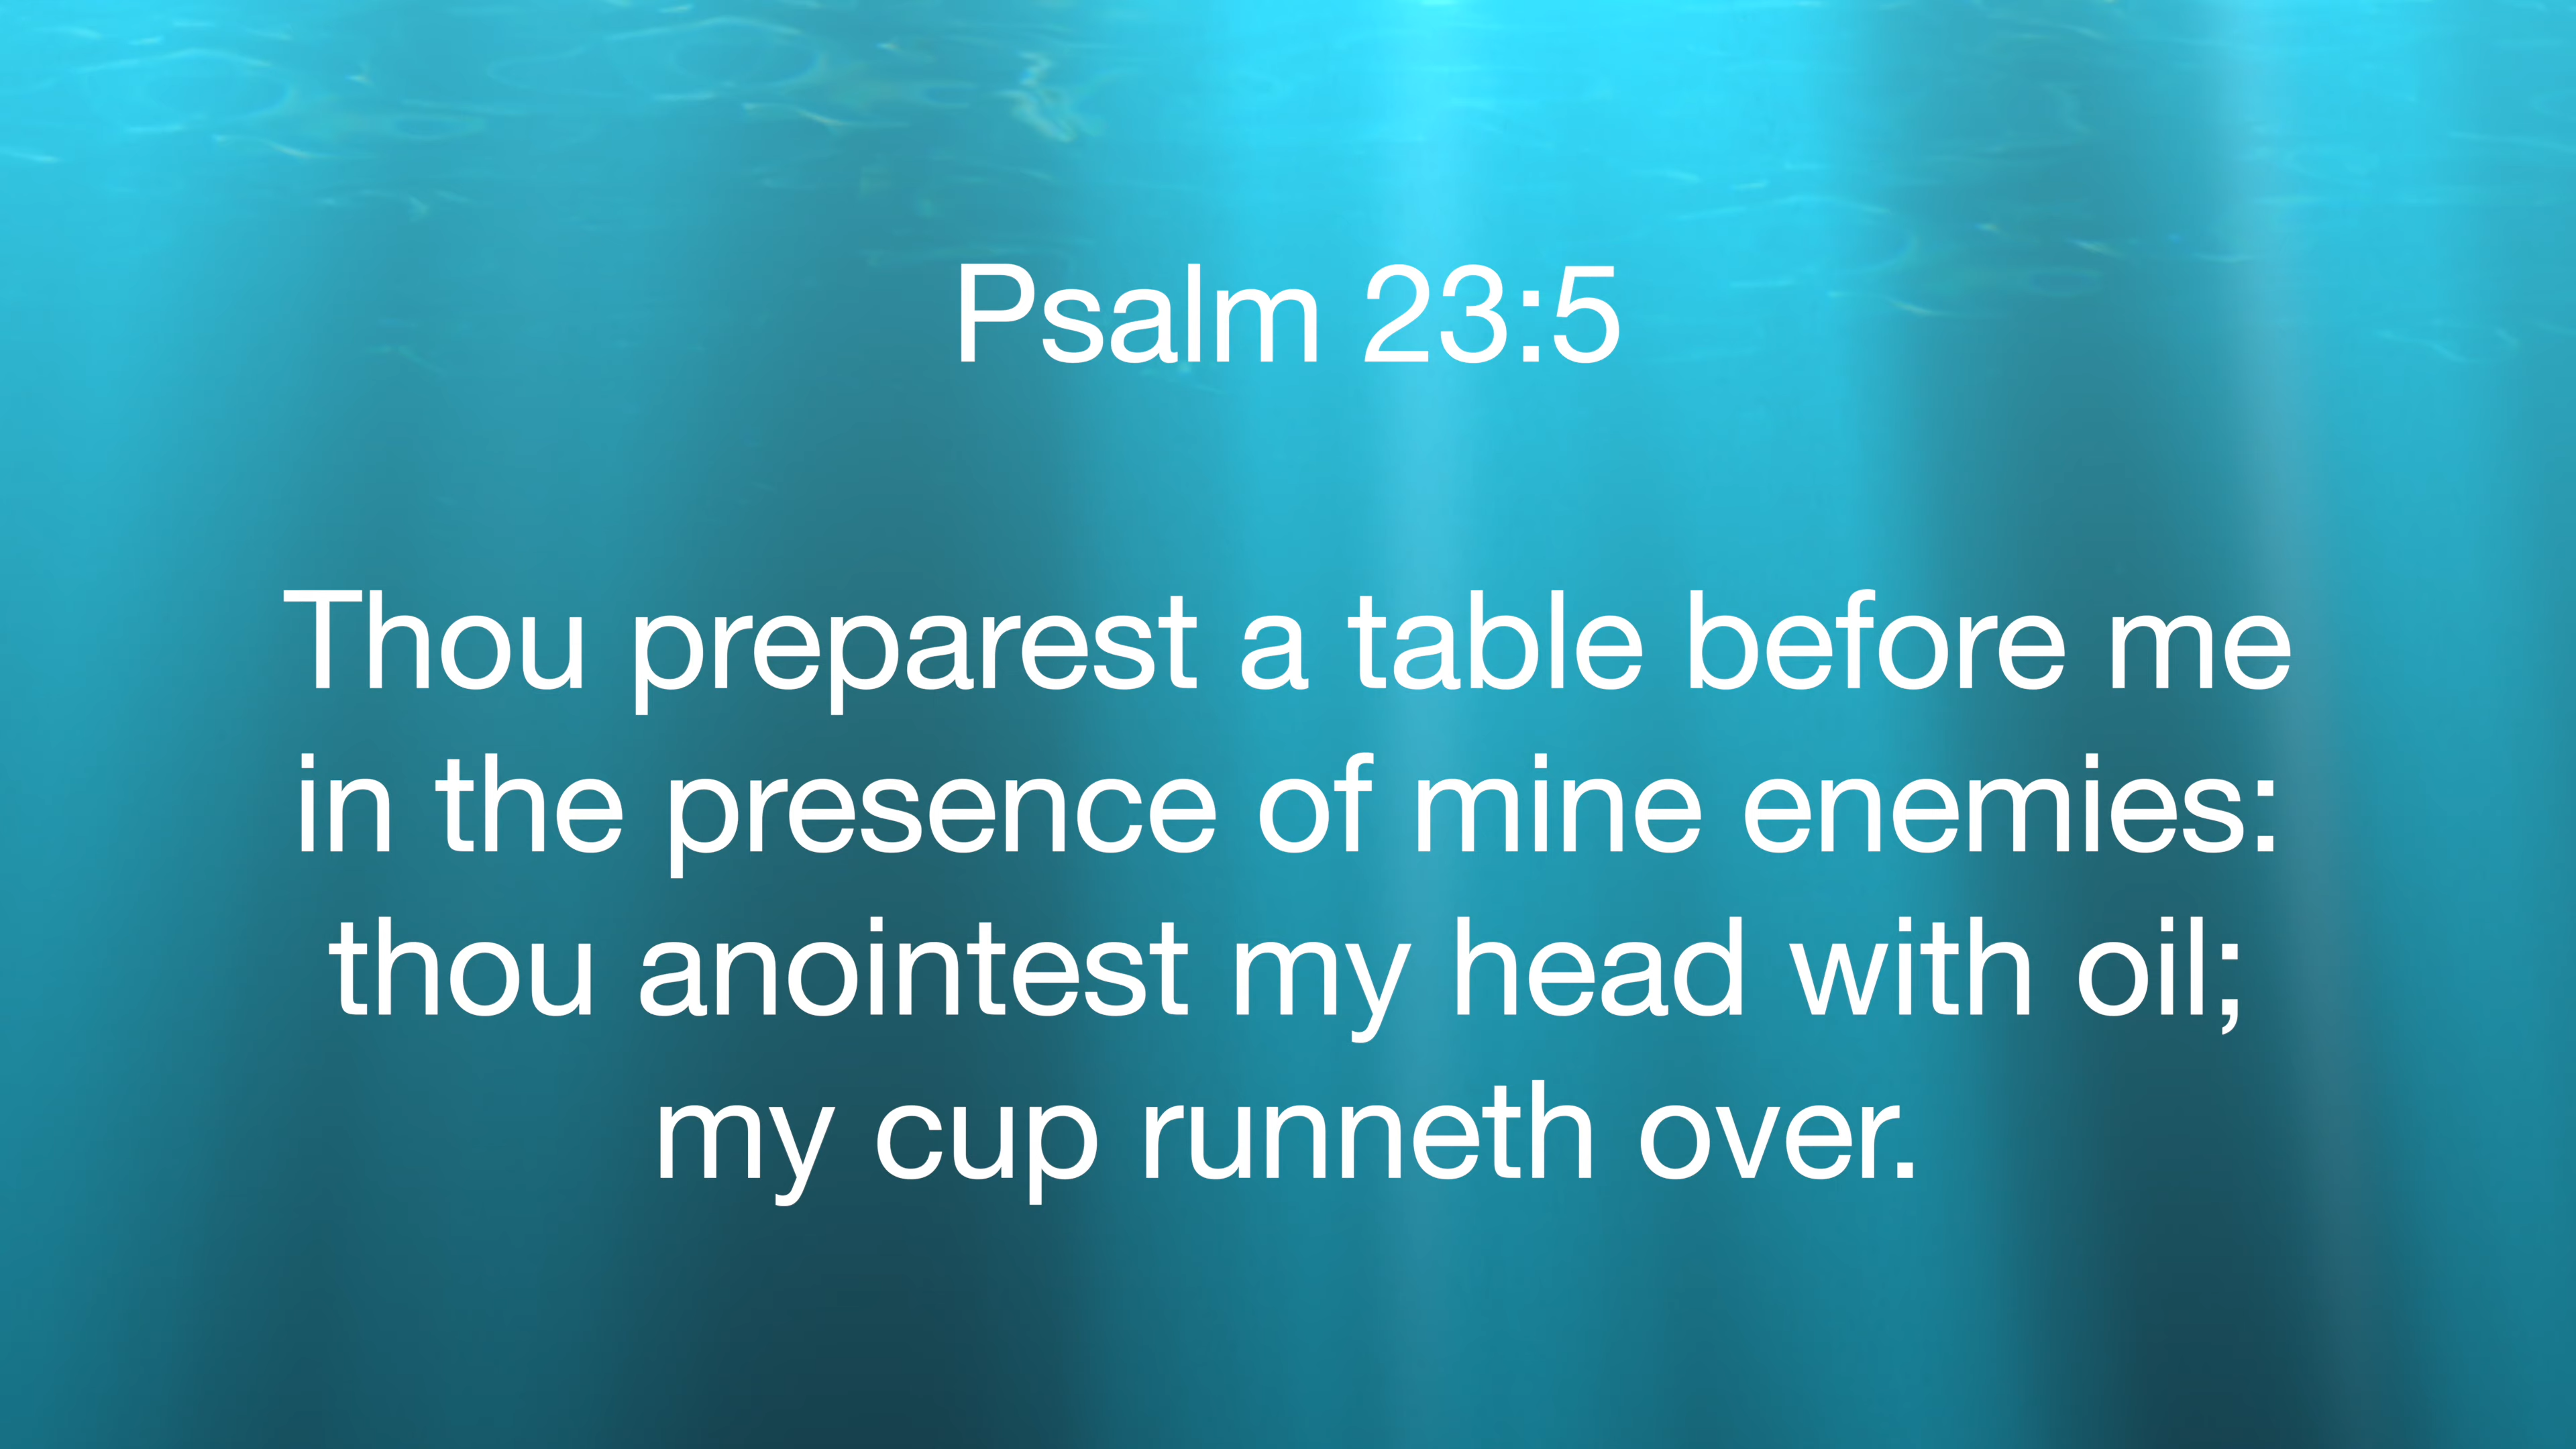 Psalm 23:5
Thou preparest a table before me
in the presence of mine enemies:
thou anointest my head with oil;
my cup runneth over.